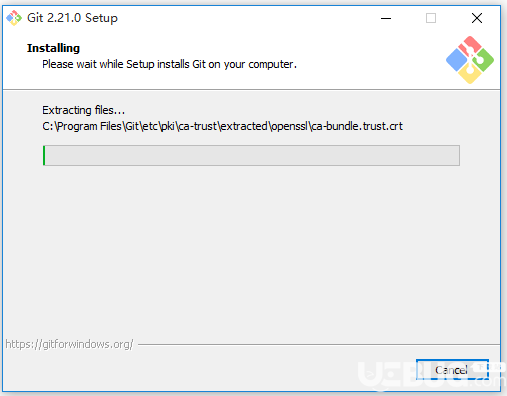 Git 2.21.0 Setup
Installing
Please wait while Setup installs Git on your computer.
Extracting files...
C:\Program Files\Git\etc\pki\ca-trust\extracted\openssl\ca-bundle.trust.crt
https://gitforwindows.org/
Cancel